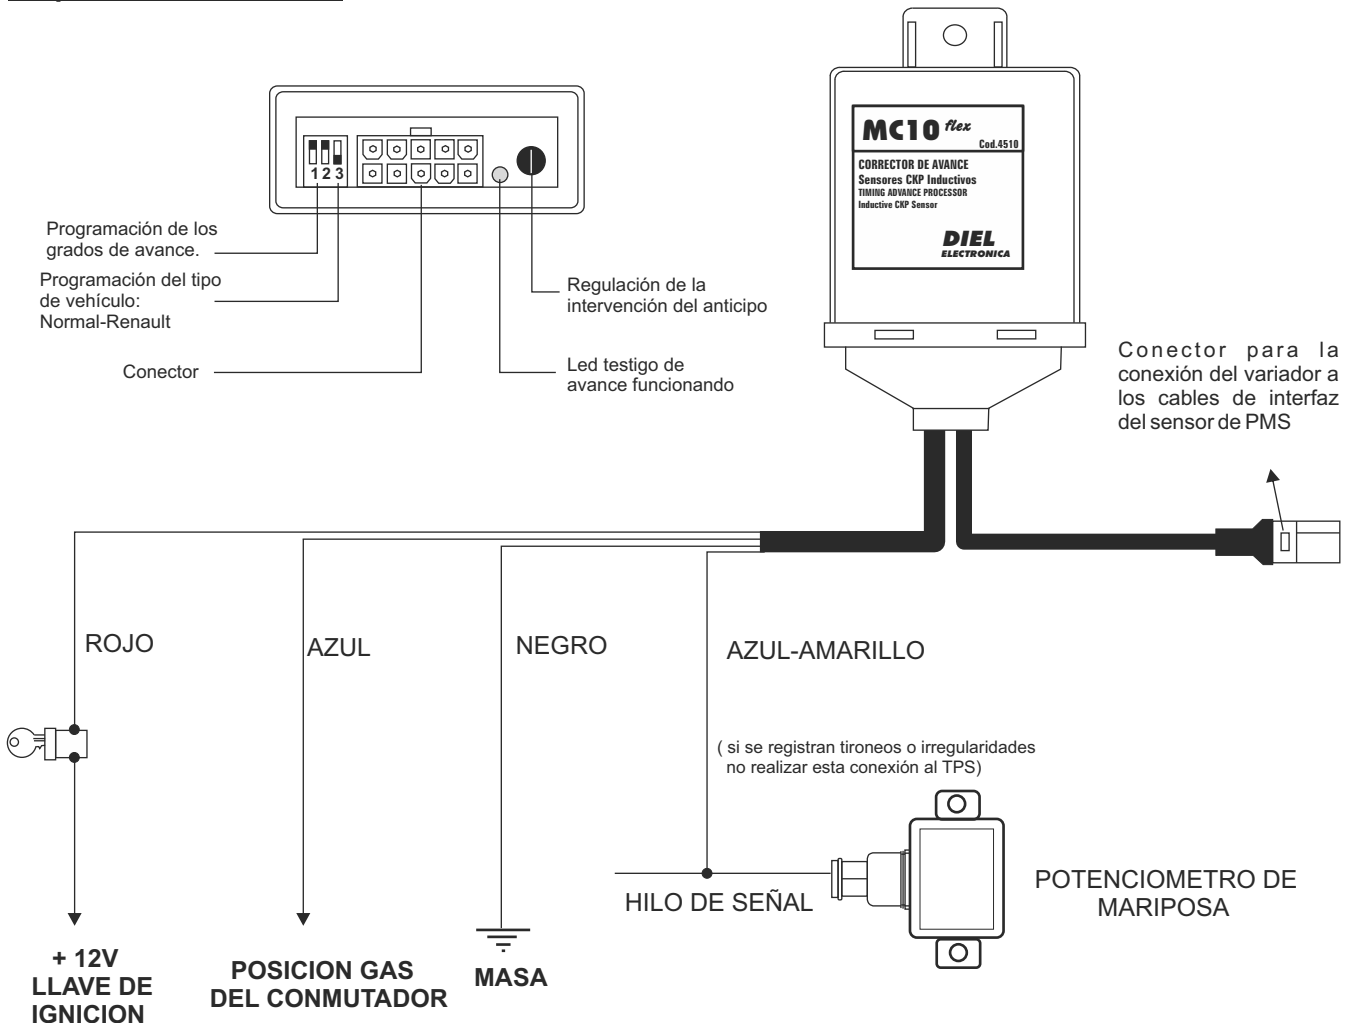 MC10 flex
Cod.4510
CORRECTOR DE AVANCE
Sensores CKP Inductivos
TIMING ADVANCE PROCESSOR
Inductive CKP Sensor
DIEL
ELECTRONICA
1 2 3
Programación de los
grados de avance.
Programación del tipo
de vehículo:
Normal-Renault
Conector
Regulación de la
intervención del anticipo
Led testigo de
avance funcionando
Conector para la
conexión del variador a
los cables de interfaz
del sensor de PMS
ROJO
AZUL
NEGRO
AZUL-AMARILLO
( si se registran tironeos o irregularidades
no realizar esta conexión al TPS)
HILO DE SEÑAL
POTENCIOMETRO DE
MARIPOSA
+ 12V
LLAVE DE
IGNICION
POSICION GAS
DEL CONMUTADOR
MASA